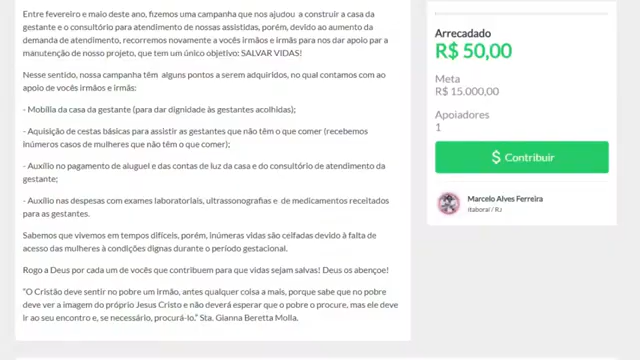 Entre fevereiro e maio deste ano, fizemos uma campanha que nos ajudou a construir a casa da
gestante e o consultório para atendimento de nossas assistidas, porém, devido ao aumento da
demanda de atendimento, recorremos novamente a vocês irmãos e irmãs para nos dar apoio par a
manutenção de nosso projeto, que tem um único objetivo: SALVAR VIDAS!
Nesse sentido, nossa campanha têm alguns pontos a serem adquiridos, no qual contamos com ao
apoio de vocês irmãos e irmãs:
- Mobília da casa da gestante (para dar dignidade às gestantes acolhidas);
- Aquisição de cestas básicas para assistir as gestantes que não têm o que comer (recebemos
inúmeros casos de mulheres que não têm o que comer);
- Auxílio no pagamento de aluguel e das contas de luz da casa e do consultório de atendimento da
gestante;
- Auxílio nas despesas com exames laboratoriais, ultrassonografias e de medicamentos receitados
para as gestantes.
Sabemos que vivemos em tempos difíceis, porém, inúmeras vidas são ceifadas devido à falta de
acesso das mulheres à condições dignas durante o período gestacional.
Rogo a Deus por cada um de vocês que contribuem para que vidas sejam salvas! Deus os abençoe!
“O Cristão deve sentir no pobre um irmão, antes qualquer coisa a mais, porque sabe que no pobre
deve ver a imagem do próprio Jesus Cristo e não deverá esperar que o pobre o procure, mas ele deve
ir ao seu encontro e, se necessário, procurá-lo.” Sta. Gianna Beretta Molla.
Arrecadado
R$ 50,00
Meta
R$ 15.000,00
Apoiadores
1
$ Contribuir
Marcelo Alves Ferreira
Itaboraí / RJ